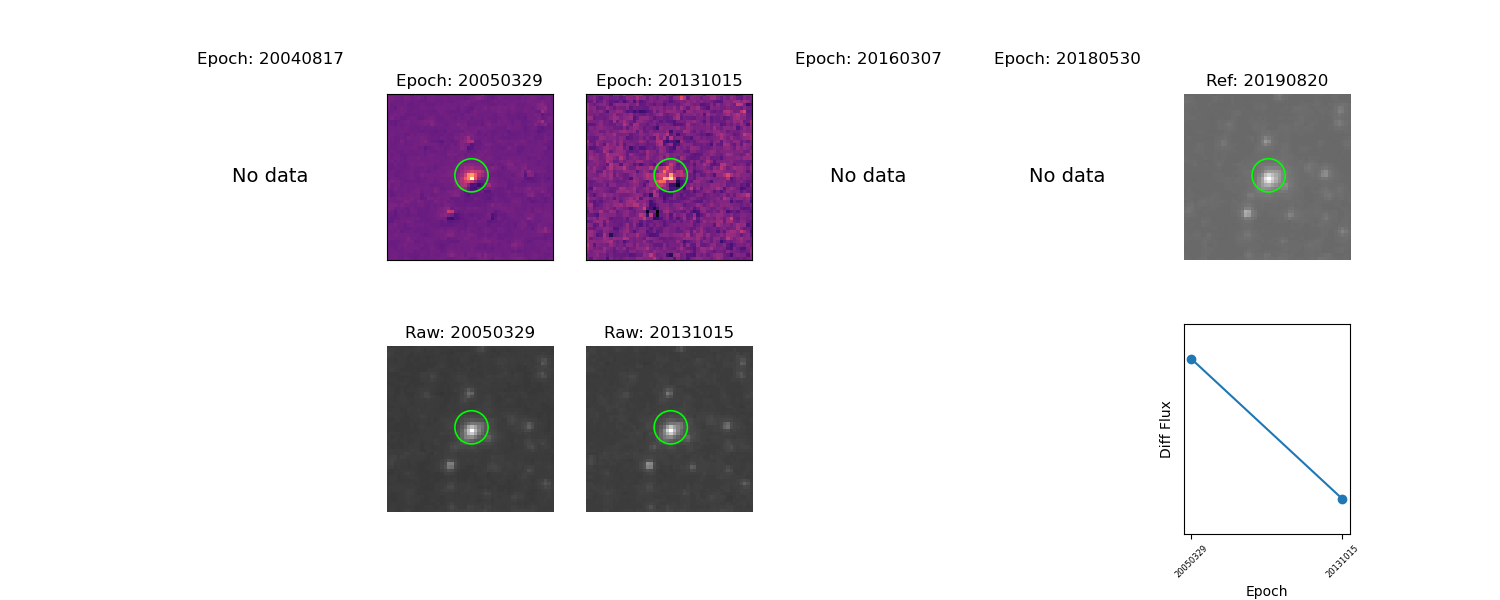 Epoch: 20040817
Epoch: 20050329
Epoch: 20131015
Epoch: 20160307
Epoch: 20180530
Ref: 20190820
No data
No data
No data
Raw: 20050329
Raw: 20131015
Diff Flux
20050329
20131015
Epoch